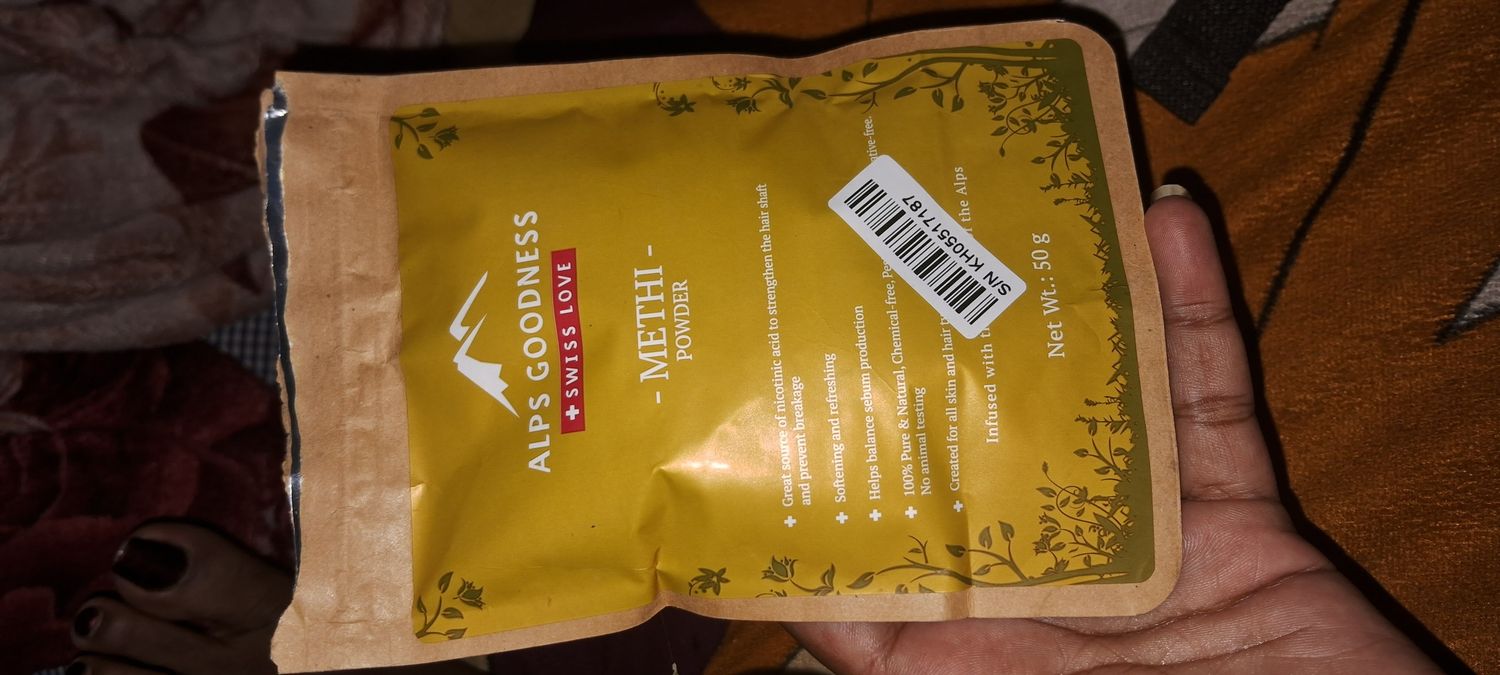 ALPS GOODNESS
SWISS LOVE
- METHI -
POWDER
Great source of nicotinic acid to strengthen the hair shaft
and prevent breakage
Softening and refreshing
Helps balance sebum production
100% Pure & Natural, Chemical-free,
No animal testing
Created for all skin and hair
Infused with the Alps
Net Wt.: 50 g
S/N KH05517187